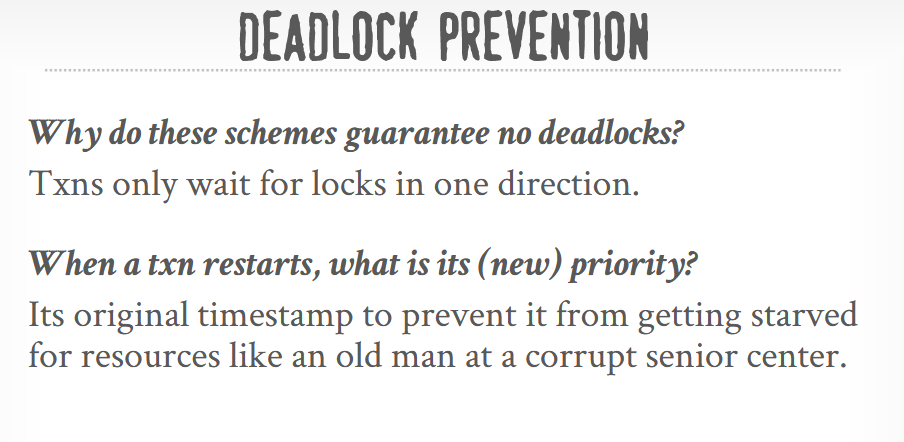 DEADLOCK PREVENTION
Why do these schemes guarantee no deadlocks?
Txns only wait for locks in one direction.
When a txn restarts, what is its (new) priority?
Its original timestamp to prevent it from getting starved
for resources like an old man at a corrupt senior center.